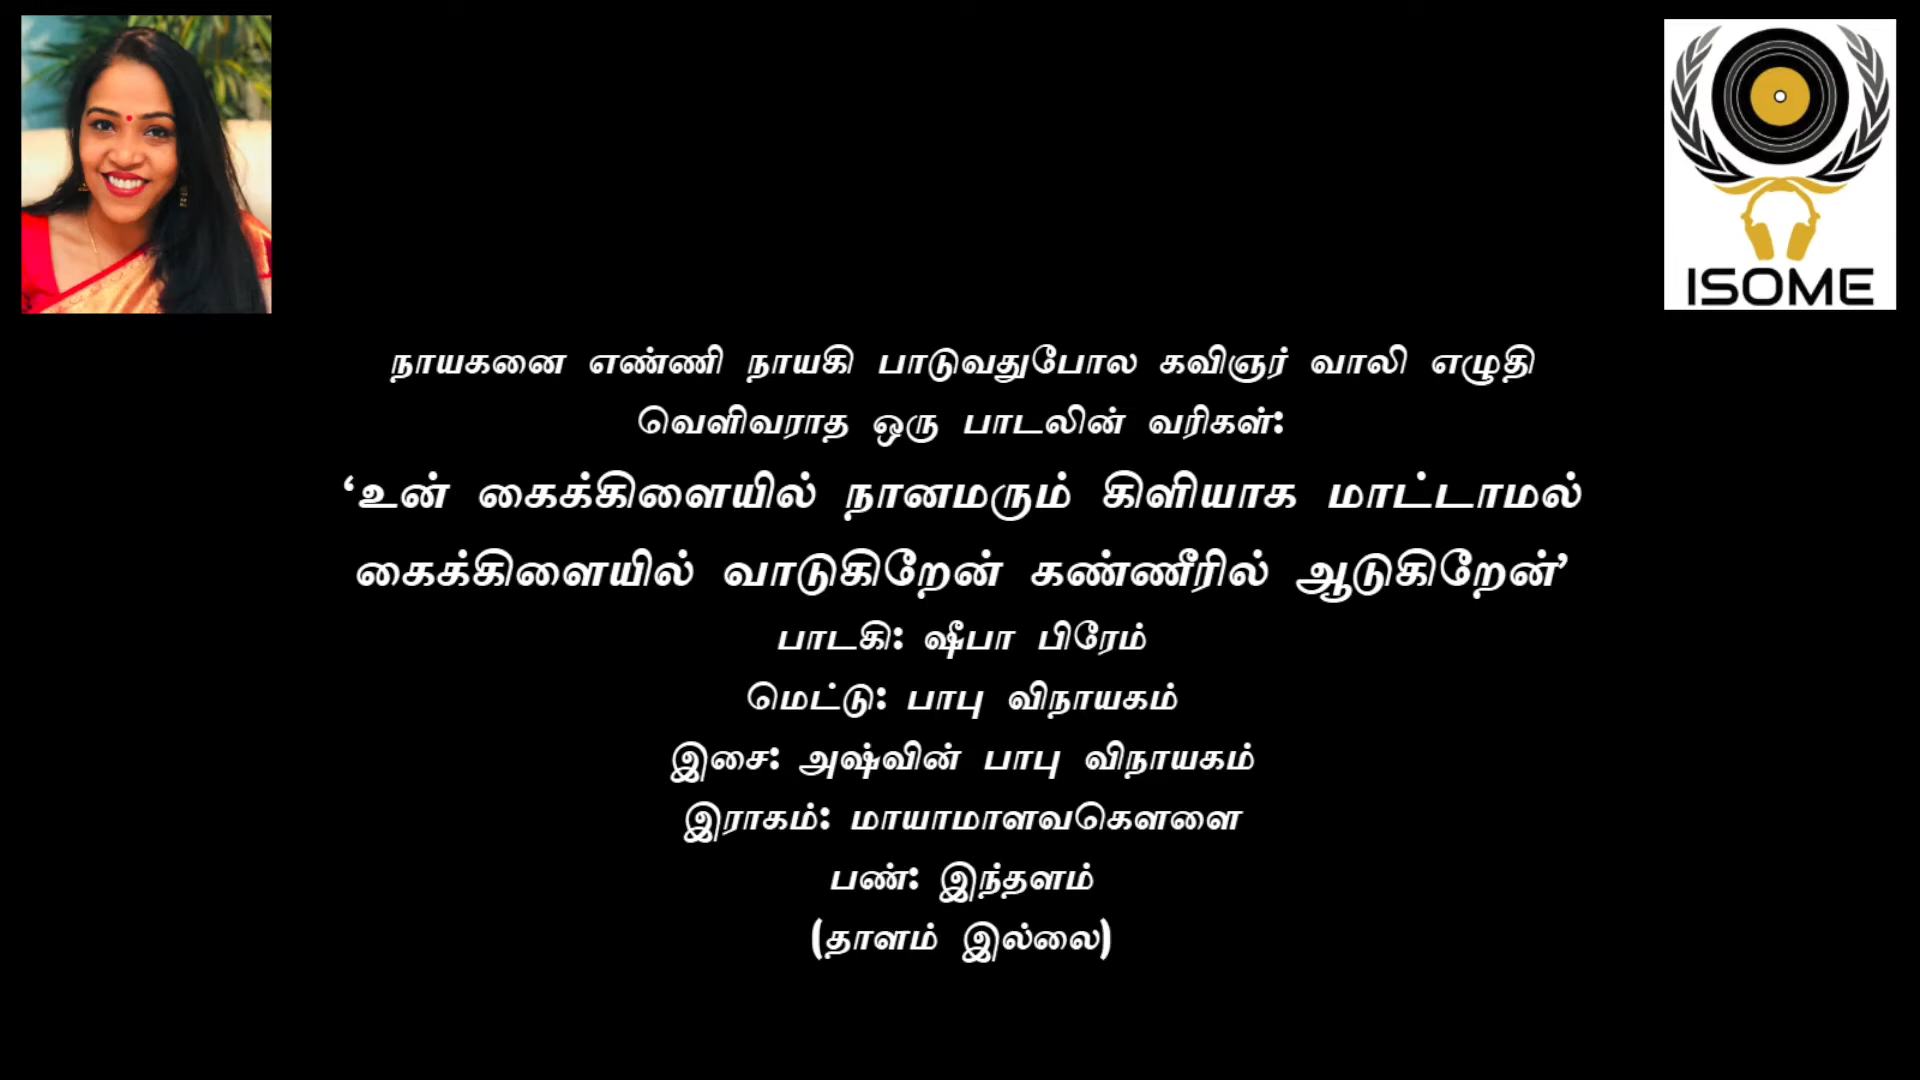 ISOME
நாயகனை எண்ணி நாயகி பாடுவதுபோல கவிஞர் வாலி எழுதி
வெளிவராத ஒரு பாடலின் வரிகள்:
‘உன் கைக்கிளையில் நானமரும் கிளியாக மாட்டாமல்
கைக்கிளையில் வாடுகிறேன் கண்ணீரில் ஆடுகிறேன்’
பாடகி: ஷீபா பிரேம்
மெட்டு: பாபு விநாயகம்
இசை: அஷ்வின் பாபு விநாயகம்
இராகம்: மாயாமாளவகௌளை
பண்: இந்தளம்
(தாளம் இல்லை)